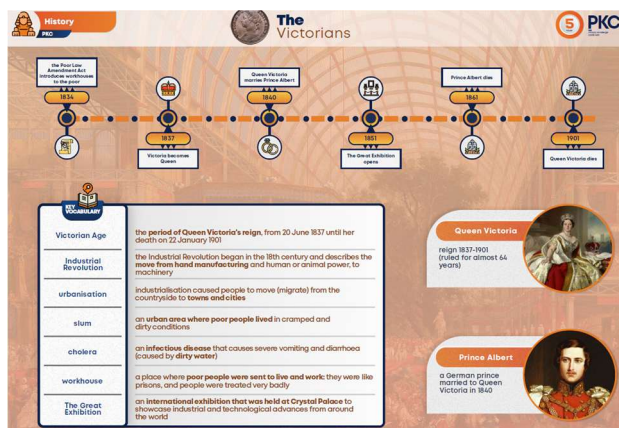 History
PKC
The
Victorians
5
PKC
the Poor Law
Amendment Act
introduces workhouses
to the poor
1834
1837
Victoria becomes
Queen
Queen Victoria
marries Prince Albert
1840
1851
The Great Exhibition
opens
Prince Albert dies
1861
1901
Queen Victoria dies
KEY
VOCABULARY
Victorian Age
the period of Queen Victoria's reign, from 20 June 1837 until her
death on 22 January 1901
Industrial
Revolution
the Industrial Revolution began in the 18th century and describes the
move from hand manufacturing and human or animal power, to
machinery
urbanisation
industrialisation caused people to move (migrate) from the
countryside to towns and cities
slum
an urban area where poor people lived in cramped and
dirty conditions
cholera
an infectious disease that causes severe vomiting and diarrhoea
(caused by dirty water)
workhouse
a place where poor people were sent to live and work: they were like
prisons, and people were treated very badly
The Great
Exhibition
an international exhibition that was held at Crystal Palace to
showcase industrial and technological advances from around
the world
Queen Victoria
reign 1837-1901
(ruled for almost 64
years)
Prince Albert
a German prince
married to Queen
Victoria in 1840